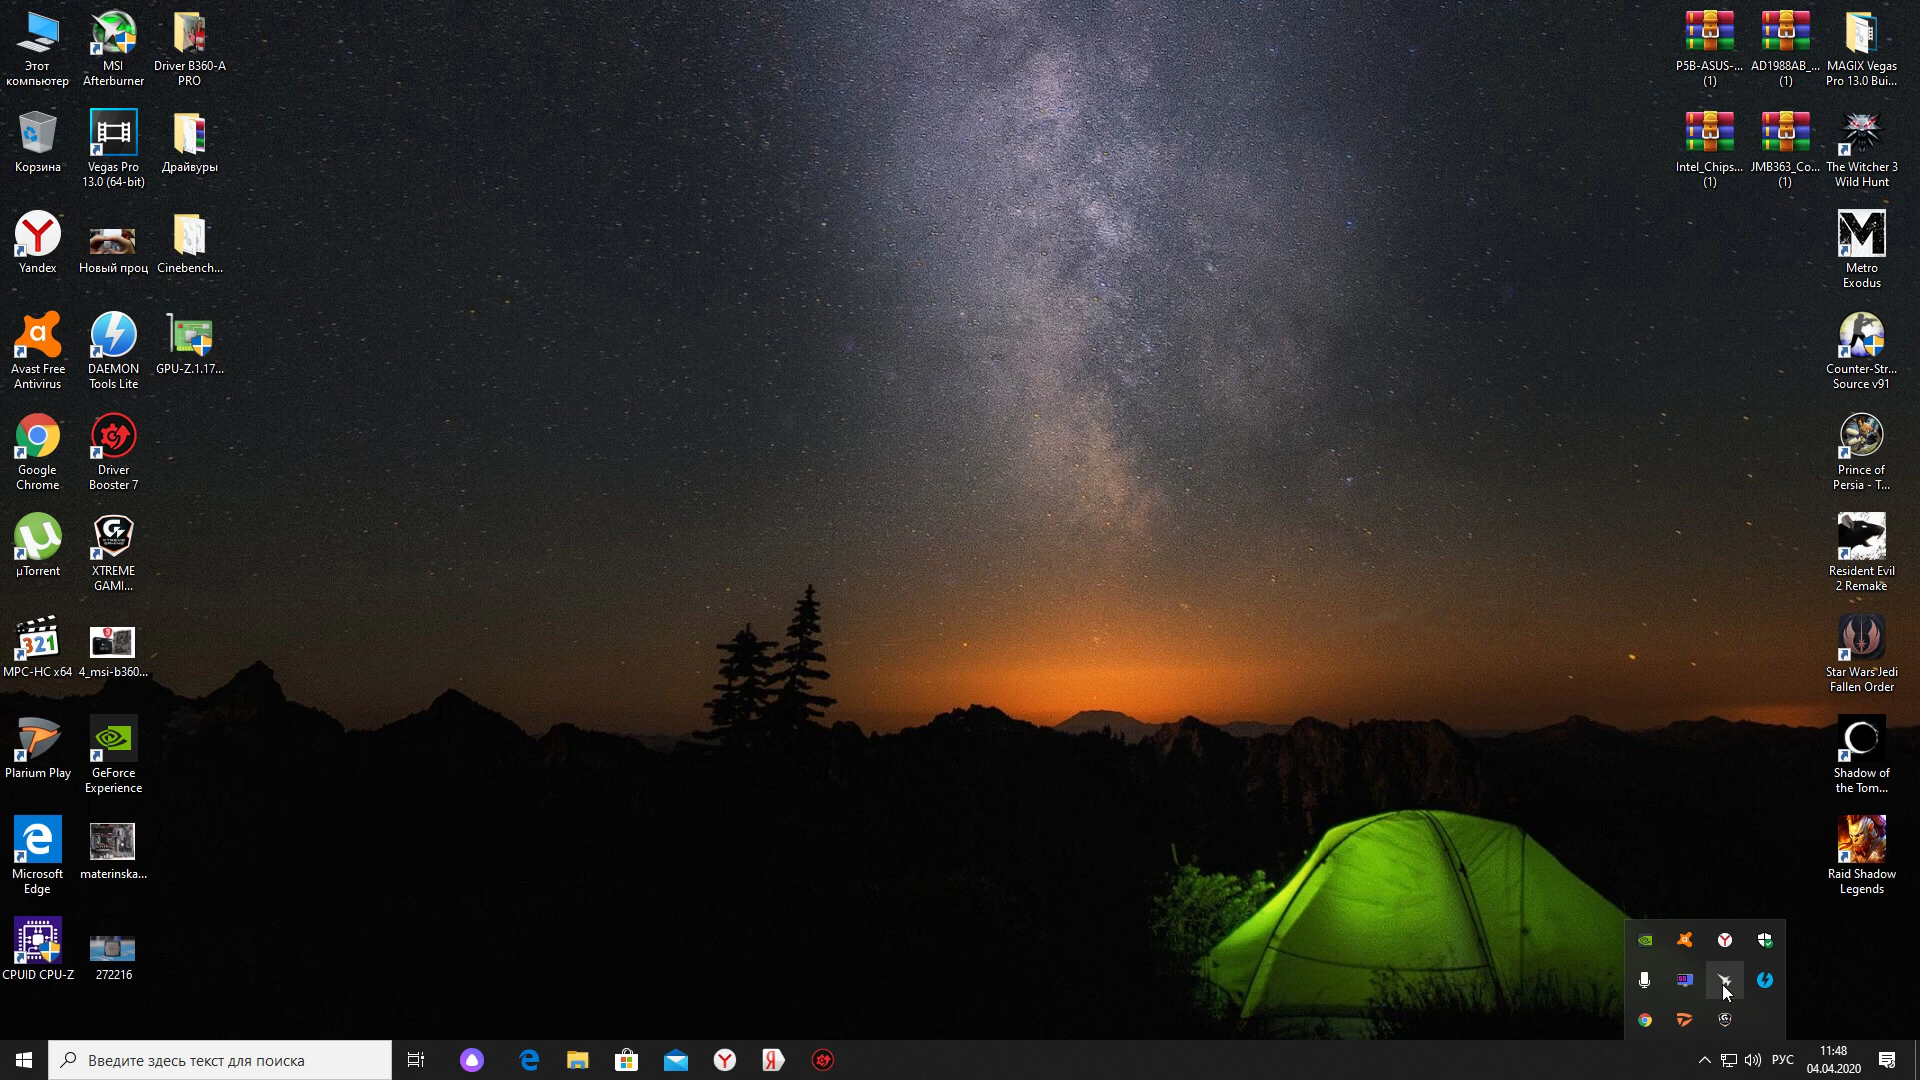 Этот
компьютер
MSI
Afterburner
Driver B360-A
PRO
Корзина
Vegas Pro
13.0 (64-bit)
Драйвуры
Yandex
Новый проц
Cinebench...
Avast Free
Antivirus
DAEMON
Tools Lite
GPU-Z.1.17...
Google
Chrome
Driver
Booster 7
µTorrent
XTREME
GAMI...
MPC-HC x64
4_msi-b360...
Plarium Play
GeForce
Experience
Microsoft
Edge
materinska...
CPUID CPU-Z
272216
P5B-ASUS-...
(1)
AD1988AB_...
(1)
MAGIX Vegas
Pro 13.0 Bui...
Intel_Chips...
(1)
JMB363_Co...
(1)
The Witcher 3
Wild Hunt
Metro
Exodus
Counter-Str...
Source v91
Prince of
Persia - T...
Resident Evil
2 Remake
Star Wars Jedi
Fallen Order
Shadow of
the Tom...
Raid Shadow
Legends
Введите здесь текст для поиска
РУС
11:48
04.04.2020